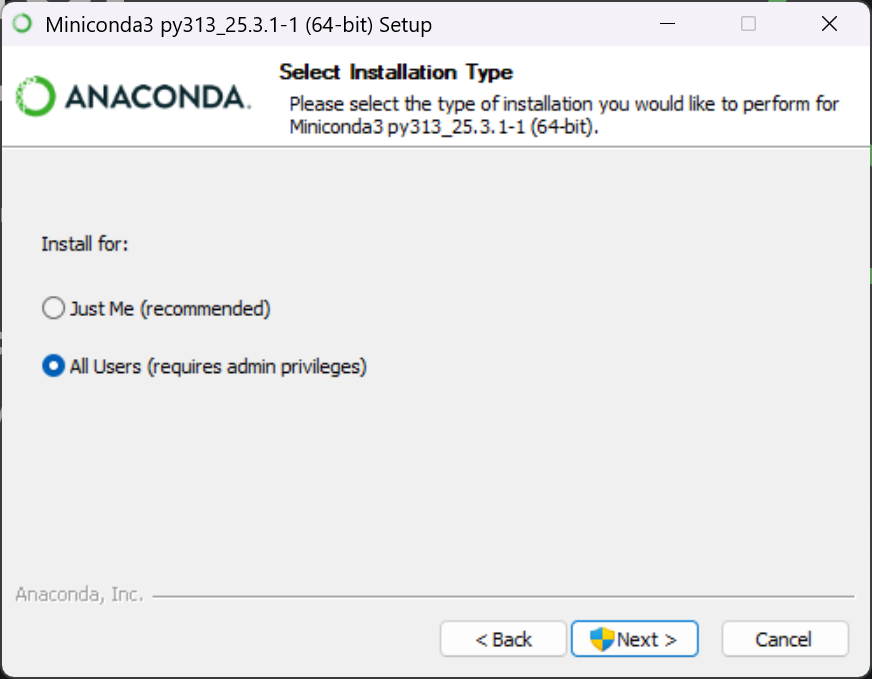 Miniconda3 py313_25.3.1-1 (64-bit) Setup
ANACONDA.
Select Installation Type
Please select the type of installation you would like to perform for
Miniconda3 py313_25.3.1-1 (64-bit).
Install for:
Just Me (recommended)
All Users (requires admin privileges)
Anaconda, Inc.
< Back
Next >
Cancel